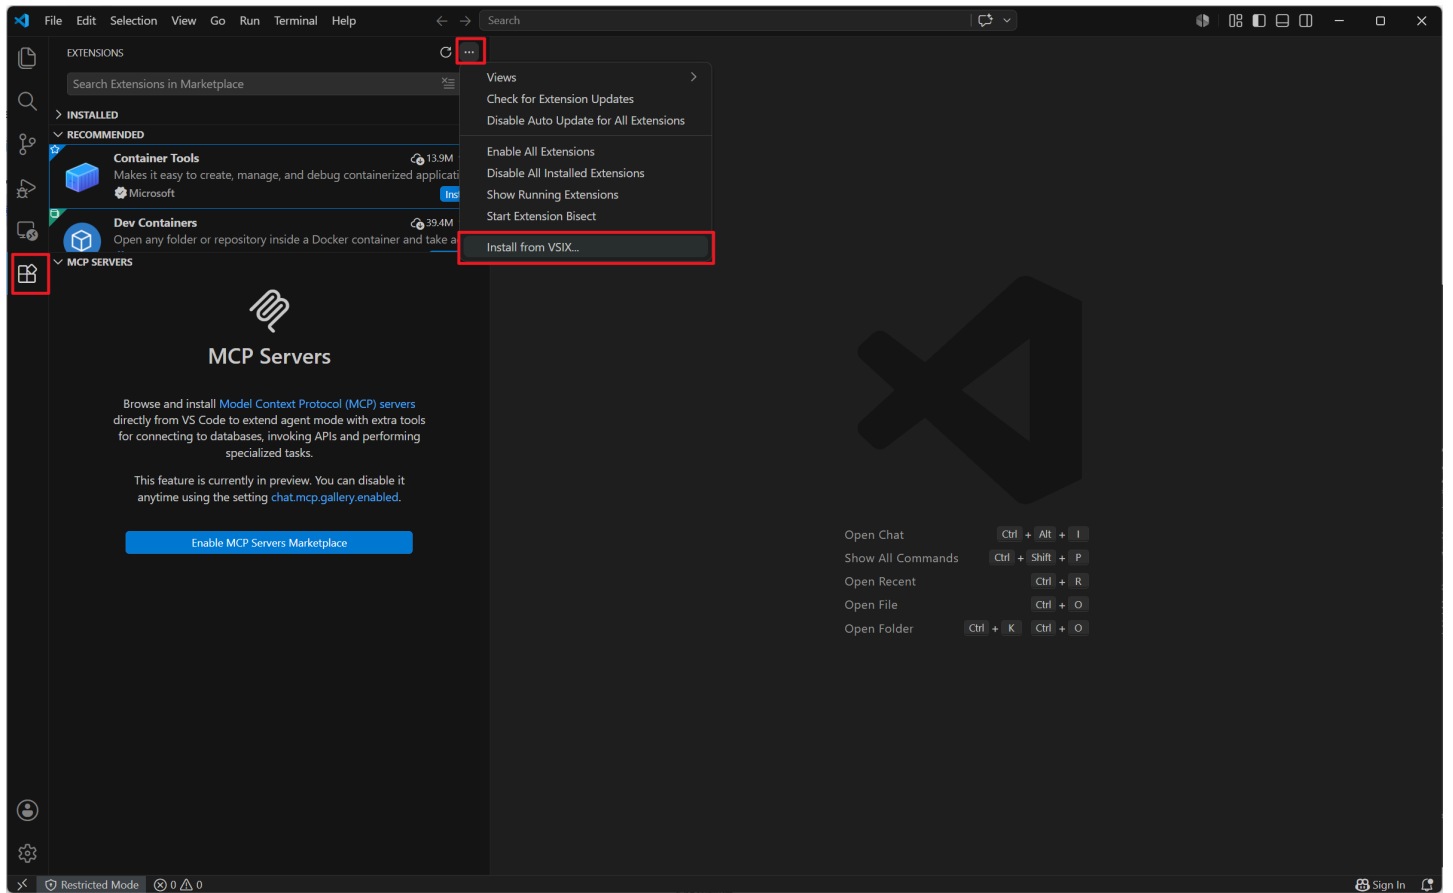 File Edit Selection View Go Run Terminal Help
Search
EXTENSIONS
Search Extensions in Marketplace
INSTALLED
RECOMMENDED
Container Tools 13.9M
Makes it easy to create, manage, and debug containerized applicati
Microsoft
Ins
Dev Containers 39.4M
Open any folder or repository inside a Docker container and take a
MCP SERVERS
Views
Check for Extension Updates
Disable Auto Update for All Extensions
Enable All Extensions
Disable All Installed Extensions
Show Running Extensions
Start Extension Bisect
Install from VSIX...
MCP Servers
Browse and install Model Context Protocol (MCP) servers
directly from VS Code to extend agent mode with extra tools
for connecting to databases, invoking APIs and performing
specialized tasks.
This feature is currently in preview. You can disable it
anytime using the setting chat.mcp.gallery.enabled.
Enable MCP Servers Marketplace
Open Chat Ctrl + Alt + I
Show All Commands Ctrl + Shift + P
Open Recent Ctrl + R
Open File Ctrl + O
Open Folder Ctrl + K Ctrl + O
Restricted Mode 0 0
Sign In